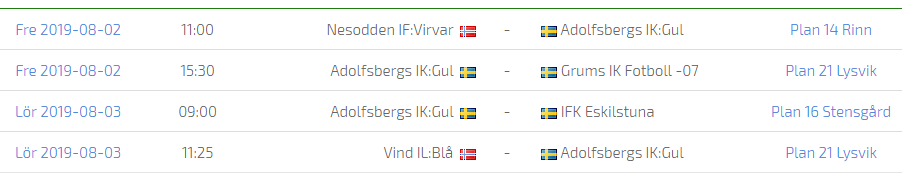 Fre 2019-08-02 11:00 Nesodden IF:Virvar - Adolfsbergs IK:Gul Plan 14 Rinn
Fre 2019-08-02 15:30 Adolfsbergs IK:Gul - Grums IK Fotboll -07 Plan 21 Lysvik
Lör 2019-08-03 09:00 Adolfsbergs IK:Gul - IFK Eskilstuna Plan 16 Stensgård
Lör 2019-08-03 11:25 Vind IL:Blå - Adolfsbergs IK:Gul Plan 21 Lysvik